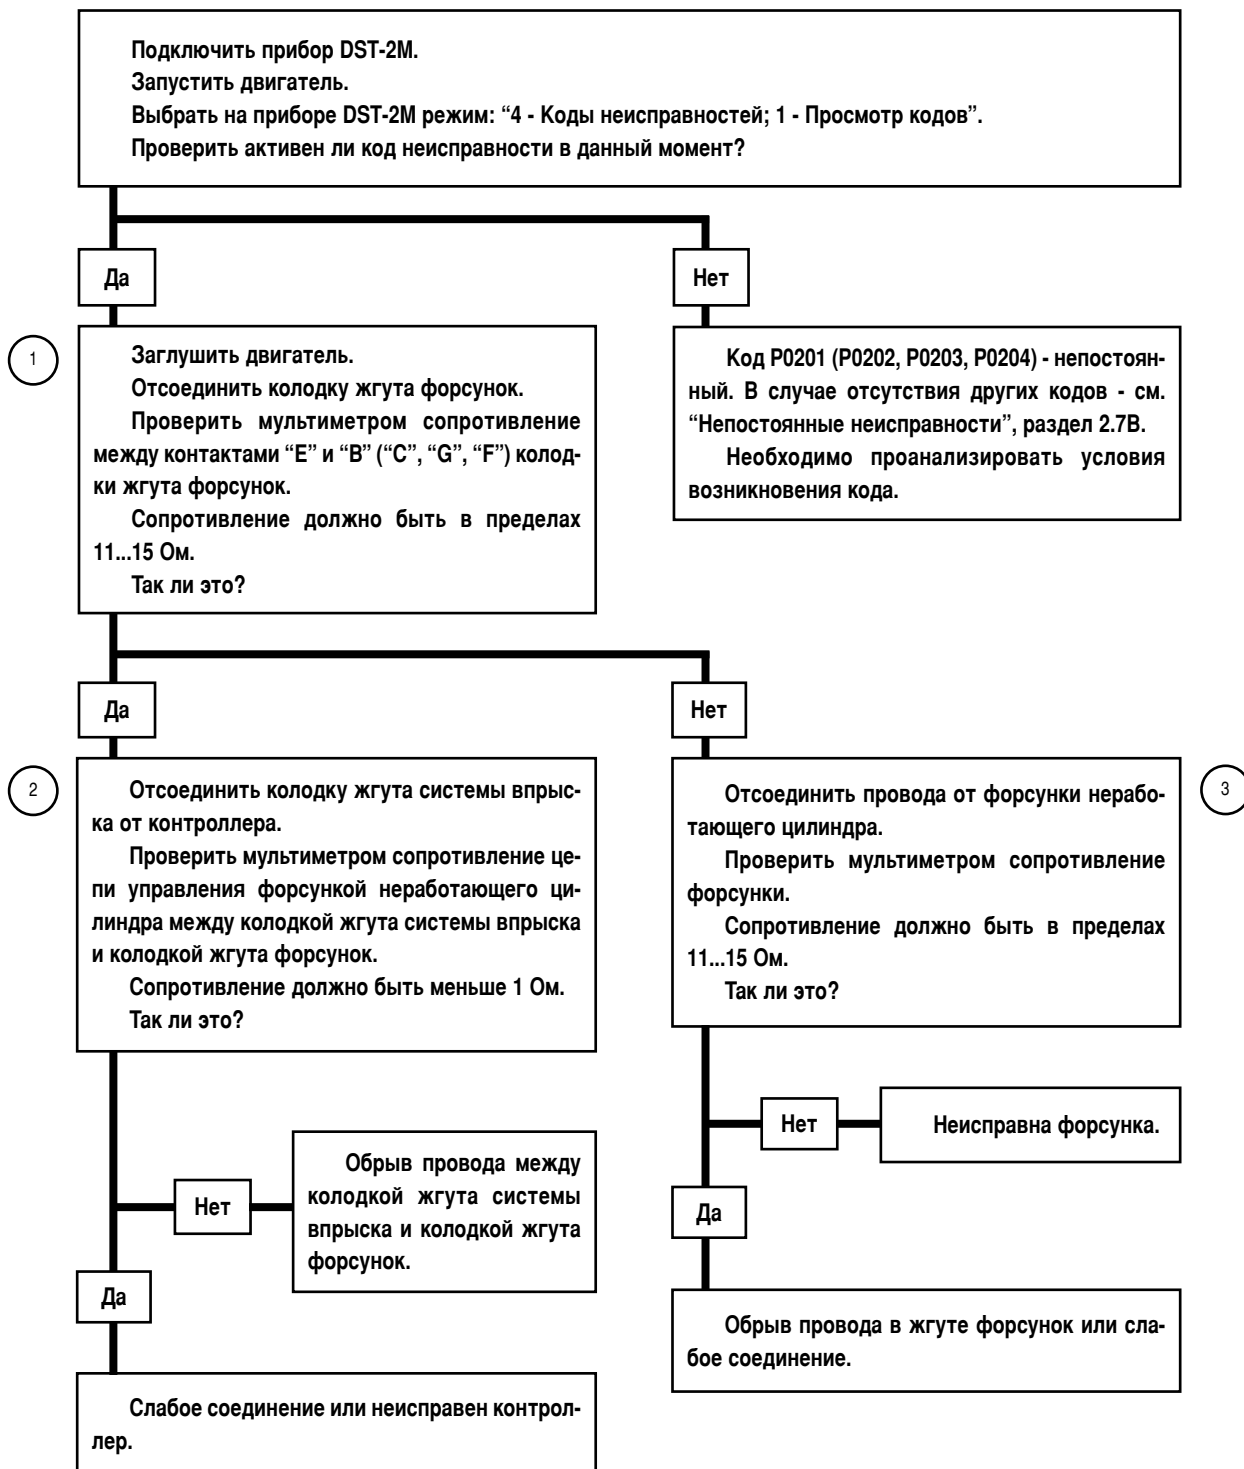 Подключить прибор DST-2М.
Запустить двигатель.
Выбрать на приборе DST-2М режим: “4 - Коды неисправностей; 1 - Просмотр кодов”.
Проверить активен ли код неисправности в данный момент?
Да
Нет
1
Заглушить двигатель.
Отсоединить колодку жгута форсунок.
Проверить мультиметром сопротивление
между контактами “E” и “B” (“C”, “G”, “F”) колод-
ки жгута форсунок.
Сопротивление должно быть в пределах
11...15 Ом.
Так ли это?
Код Р0201 (Р0202, Р0203, Р0204) - непостоян-
ный. В случае отсутствия других кодов - см.
“Непостоянные неисправности”, раздел 2.7В.
Необходимо проанализировать условия
возникновения кода.
Да
Нет
2
Отсоединить колодку жгута системы впрыс-
ка от контроллера.
Проверить мультиметром сопротивление це-
пи управления форсункой неработающего ци-
линдра между колодкой жгута системы впрыска
и колодкой жгута форсунок.
Сопротивление должно быть меньше 1 Ом.
Так ли это?
Отсоединить провода от форсунки нерабо-
тающего цилиндра.
Проверить мультиметром сопротивление
форсунки.
Сопротивление должно быть в пределах
11...15 Ом.
Так ли это?
3
Нет
Обрыв провода между
колодкой жгута системы
впрыска и колодкой жгута
форсунок.
Нет
Неисправна форсунка.
Да
Слабое соединение или неисправен контрол-
лер.
Да
Обрыв провода в жгуте форсунок или сла-
бое соединение.